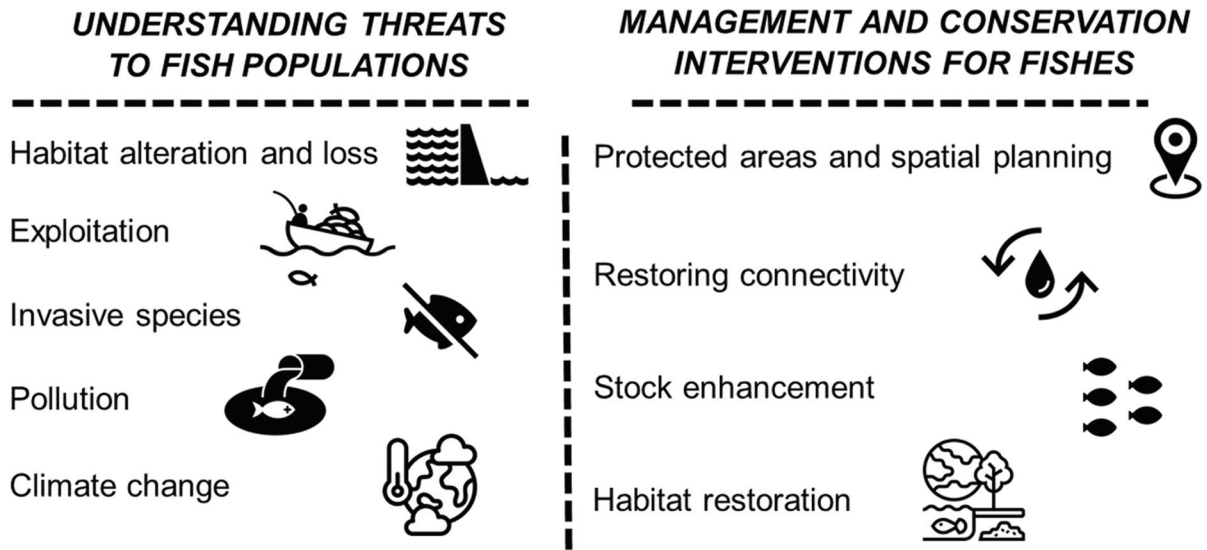 UNDERSTANDING THREATS
TO FISH POPULATIONS
Habitat alteration and loss
Exploitation
Invasive species
Pollution
Climate change
MANAGEMENT AND CONSERVATION
INTERVENTIONS FOR FISHES
Protected areas and spatial planning
Restoring connectivity
Stock enhancement
Habitat restoration